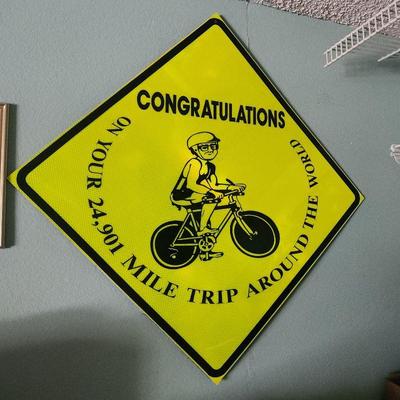 CONGRATULATIONS
ON YOUR 24,901 MILE TRIP AROUND THE WORLD